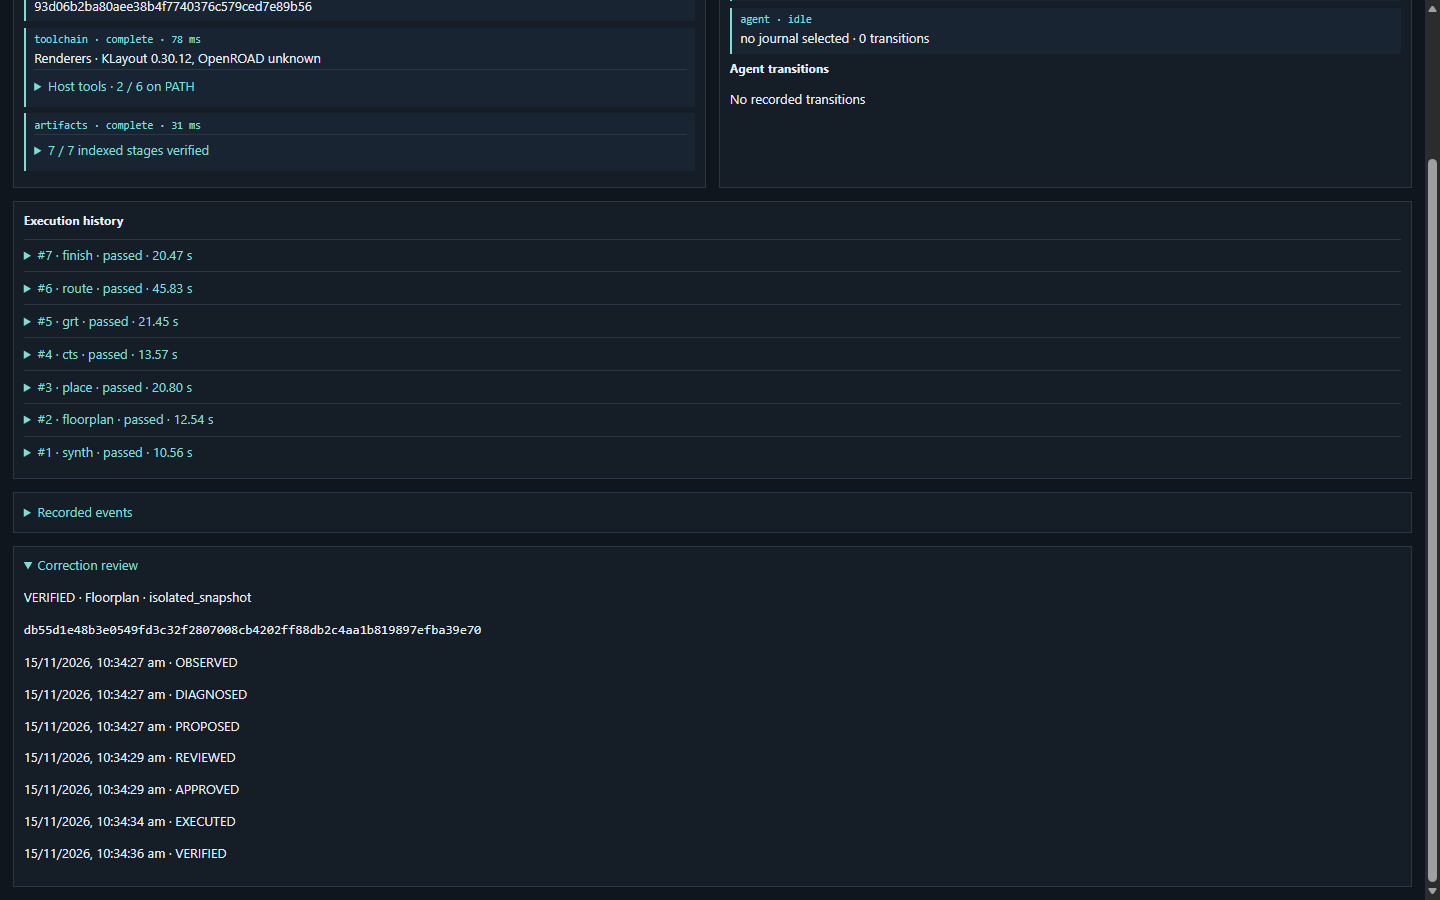 93d06b2ba80aee38b4f7740376c579ced7e89b56
toolchain · complete · 78 ms
Renderers · KLayout 0.30.12, OpenROAD unknown
▶ Host tools · 2 / 6 on PATH
artifacts · complete · 31 ms
▶ 7 / 7 indexed stages verified
agent · idle
no journal selected · 0 transitions
Agent transitions
No recorded transitions
Execution history
▶ #7 · finish · passed · 20.47 s
▶ #6 · route · passed · 45.83 s
▶ #5 · grt · passed · 21.45 s
▶ #4 · cts · passed · 13.57 s
▶ #3 · place · passed · 20.80 s
▶ #2 · floorplan · passed · 12.54 s
▶ #1 · synth · passed · 10.56 s
▶ Recorded events
▼ Correction review
VERIFIED · Floorplan · isolated_snapshot
db55d1e48b3e0549fd3c32f2807008cb4202ff88db2c4aa1b819897efba39e70
15/11/2026, 10:34:27 am · OBSERVED
15/11/2026, 10:34:27 am · DIAGNOSED
15/11/2026, 10:34:27 am · PROPOSED
15/11/2026, 10:34:29 am · REVIEWED
15/11/2026, 10:34:29 am · APPROVED
15/11/2026, 10:34:34 am · EXECUTED
15/11/2026, 10:34:36 am · VERIFIED